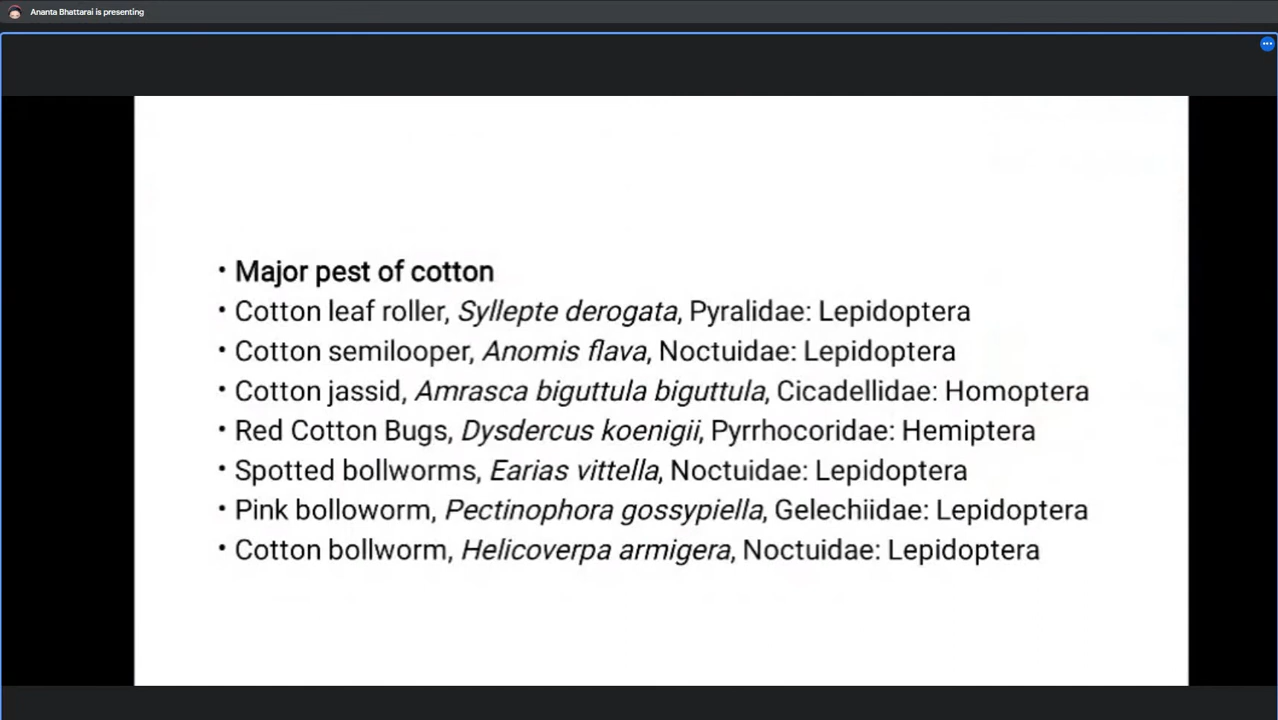 Ananta Bhattarai is presenting
• Major pest of cotton
• Cotton leaf roller, Syllepte derogata, Pyralidae: Lepidoptera
• Cotton semilooper, Anomis flava, Noctuidae: Lepidoptera
• Cotton jassid, Amrasca biguttula biguttula, Cicadellidae: Homoptera
• Red Cotton Bugs, Dysdercus koenigii, Pyrrhocoridae: Hemiptera
• Spotted bollworms, Earias vittella, Noctuidae: Lepidoptera
• Pink bolloworm, Pectinophora gossypiella, Gelechiidae: Lepidoptera
• Cotton bollworm, Helicoverpa armigera, Noctuidae: Lepidoptera